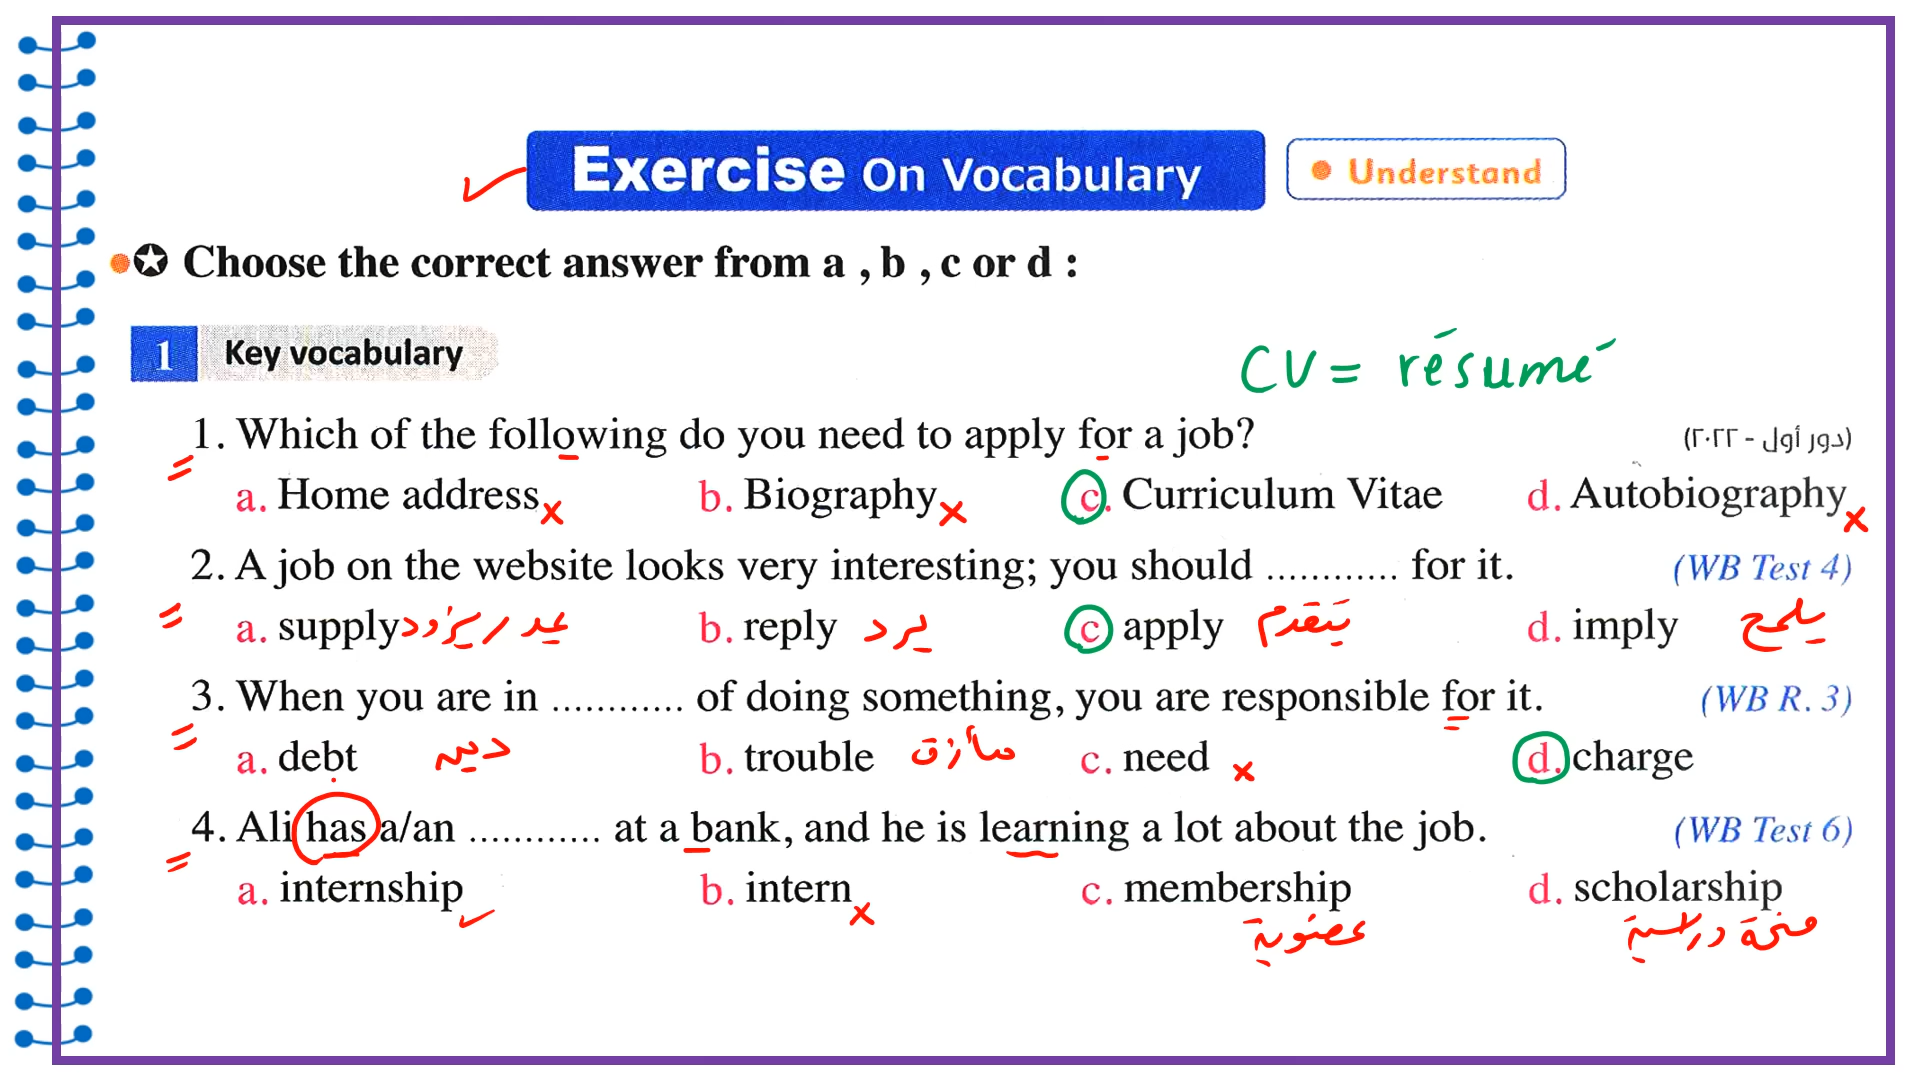 Exercise On Vocabulary
Understand
Choose the correct answer from a , b , c or d :
1 Key vocabulary
CV = résumé
1. Which of the following do you need to apply for a job? (دور أول - ٢٠٢٢)
a. Home address x b. Biography x c. Curriculum Vitae d. Autobiography x
2. A job on the website looks very interesting; you should ............ for it. (WB Test 4)
a. supply يمد / يزود b. reply يرد c. apply يتقدم d. imply يلمح
3. When you are in ............ of doing something, you are responsible for it. (WB R. 3)
a. debt دين b. trouble مأزق c. need x d. charge
4. Ali has a/an ............ at a bank, and he is learning a lot about the job. (WB Test 6)
a. internship b. intern x c. membership d. scholarship
عضوية منحة دراسية